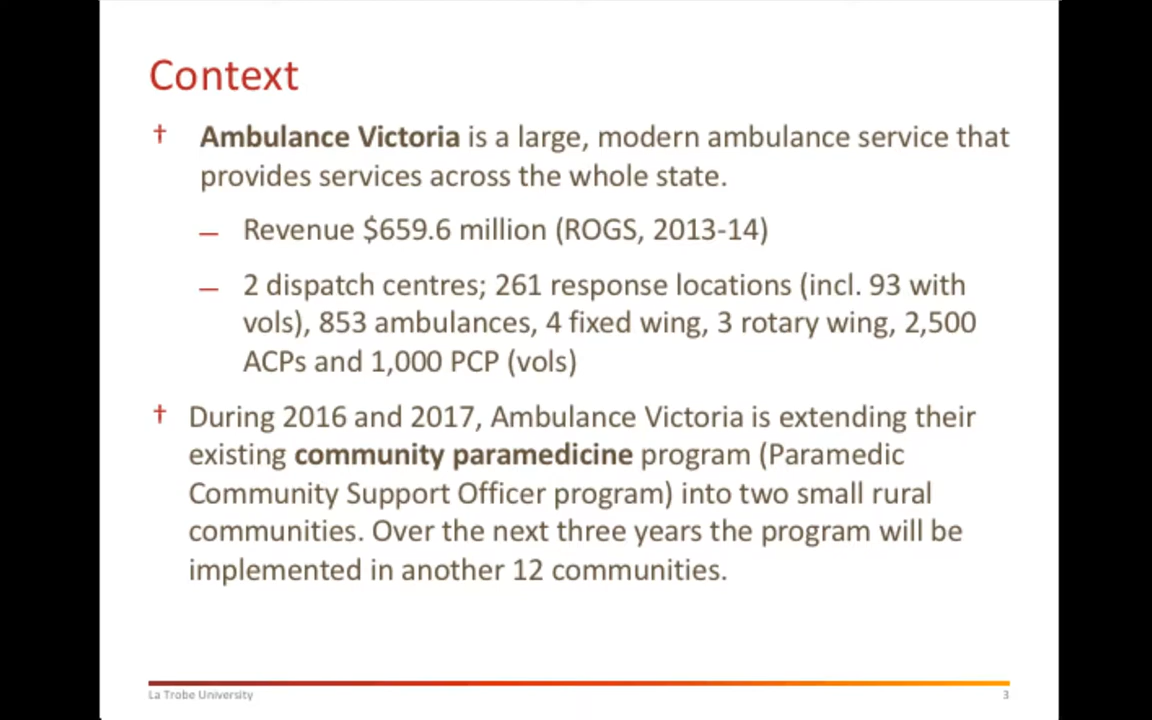 Context
† Ambulance Victoria is a large, modern ambulance service that
provides services across the whole state.
– Revenue $659.6 million (ROGS, 2013-14)
– 2 dispatch centres; 261 response locations (incl. 93 with
vols), 853 ambulances, 4 fixed wing, 3 rotary wing, 2,500
ACPs and 1,000 PCP (vols)
† During 2016 and 2017, Ambulance Victoria is extending their
existing community paramedicine program (Paramedic
Community Support Officer program) into two small rural
communities. Over the next three years the program will be
implemented in another 12 communities.
La Trobe University
3